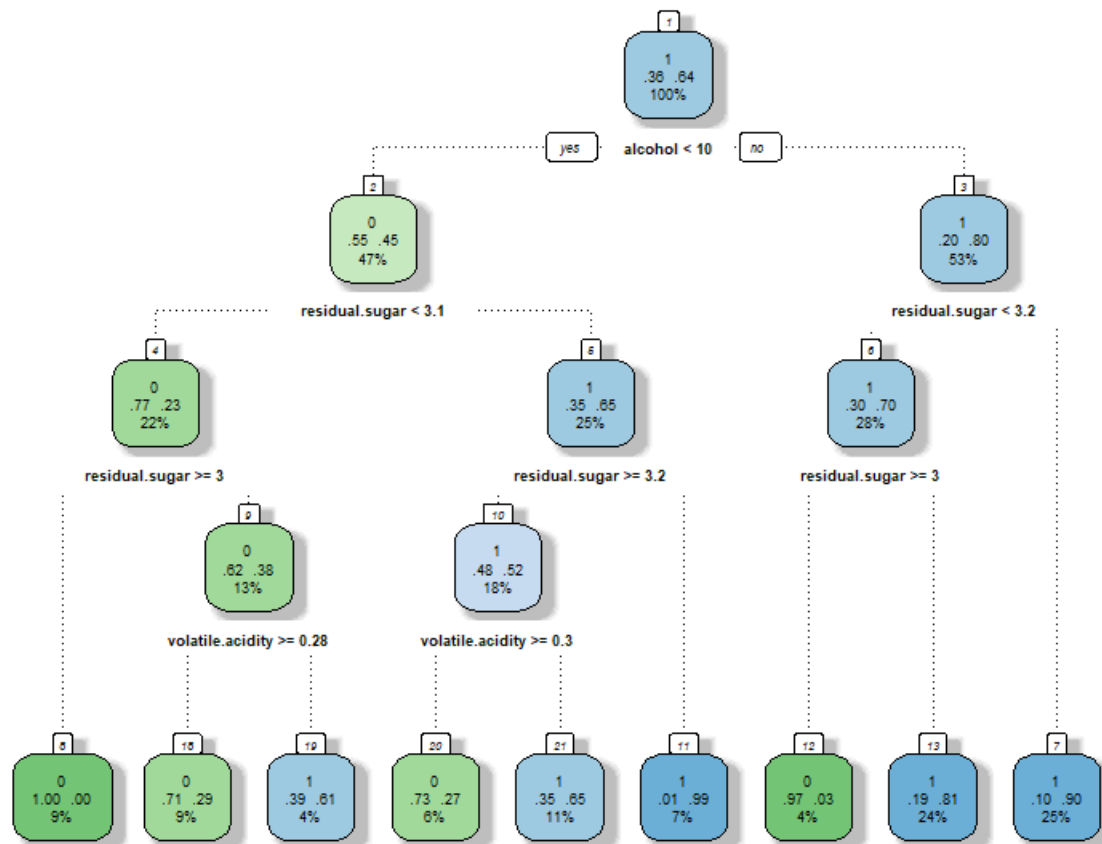 1
1
.36 .64
100%
yes alcohol < 10 no
2 3
0 1
.55 .45 .20 .80
47% 53%
residual.sugar < 3.1 residual.sugar < 3.2
4 5 6
0 1 1
.77 .23 .35 .65 .30 .70
22% 25% 28%
residual.sugar >= 3 residual.sugar >= 3.2 residual.sugar >= 3
9 10
0 1
.62 .38 .48 .52
13% 18%
volatile.acidity >= 0.28 volatile.acidity >= 0.3
8 18 19 20 21 11 12 13 7
0 0 1 0 1 1 0 1 1
1.00 .00 .71 .29 .39 .61 .73 .27 .35 .65 .01 .99 .97 .03 .19 .81 .10 .90
9% 9% 4% 6% 11% 7% 4% 24% 25%